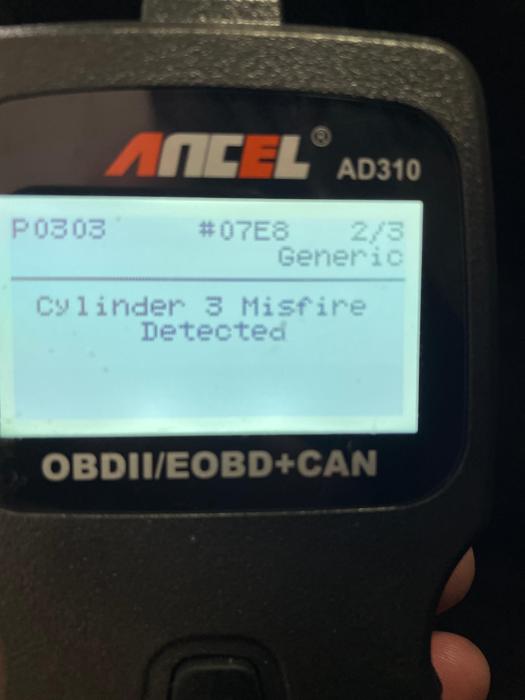 ANCEL®
AD310
P0303 #07E8 2/3
Generic
Cylinder 3 Misfire
Detected
OBDII/EOBD+CAN